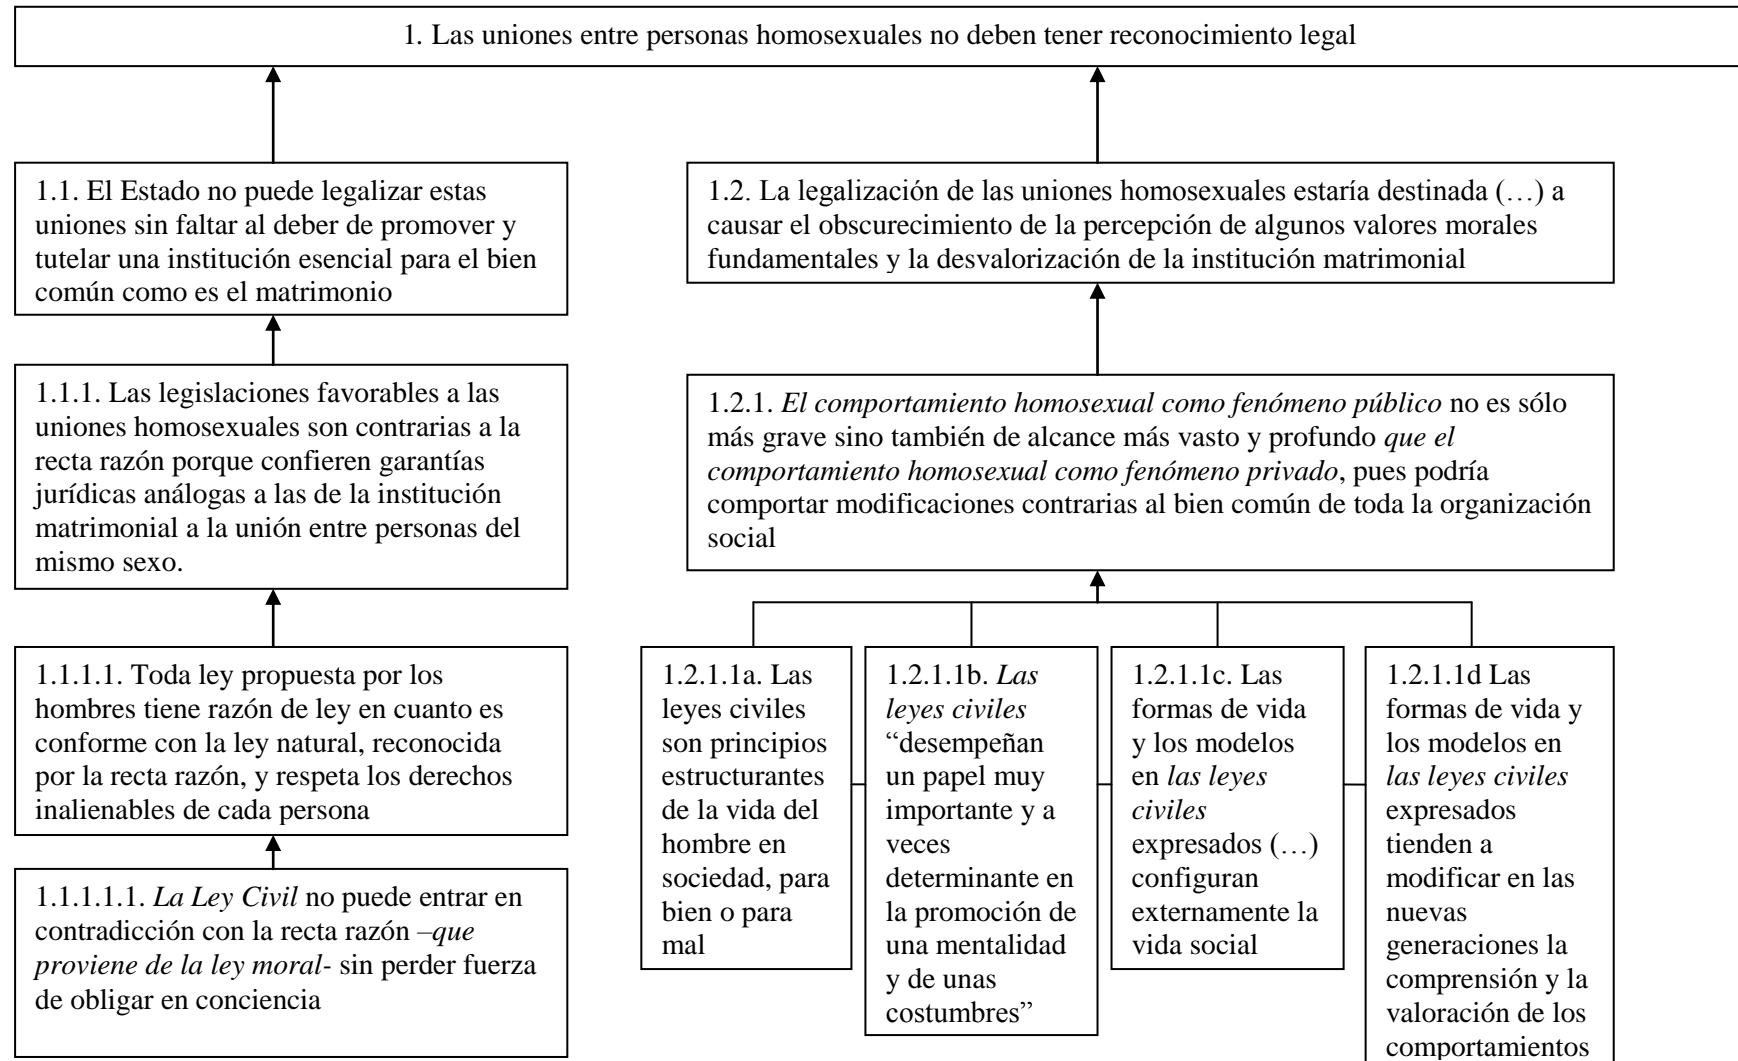 1. Las uniones entre personas homosexuales no deben tener reconocimiento legal
1.1. El Estado no puede legalizar estas
uniones sin faltar al deber de promover y
tutelar una institución esencial para el bien
común como es el matrimonio
1.2. La legalización de las uniones homosexuales estaría destinada (…) a
causar el obscurecimiento de la percepción de algunos valores morales
fundamentales y la desvalorización de la institución matrimonial
1.1.1. Las legislaciones favorables a las
uniones homosexuales son contrarias a la
recta razón porque confieren garantías
jurídicas análogas a las de la institución
matrimonial a la unión entre personas del
mismo sexo.
1.2.1. El comportamiento homosexual como fenómeno público no es sólo
más grave sino también de alcance más vasto y profundo que el
comportamiento homosexual como fenómeno privado, pues podría
comportar modificaciones contrarias al bien común de toda la organización
social
1.1.1.1. Toda ley propuesta por los
hombres tiene razón de ley en cuanto es
conforme con la ley natural, reconocida
por la recta razón, y respeta los derechos
inalienables de cada persona
1.1.1.1.1. La Ley Civil no puede entrar en
contradicción con la recta razón –que
proviene de la ley moral- sin perder fuerza
de obligar en conciencia
1.2.1.1a. Las
leyes civiles
son principios
estructurantes
de la vida del
hombre en
sociedad, para
bien o para
mal
1.2.1.1b. Las
leyes civiles
“desempeñan
un papel muy
importante y a
veces
determinante en
la promoción de
una mentalidad
y de unas
costumbres”
1.2.1.1c. Las
formas de vida
y los modelos
en las leyes
civiles
expresados (…)
configuran
externamente la
vida social
1.2.1.1d Las
formas de vida y
los modelos en
las leyes civiles
expresados
tienden a
modificar en las
nuevas
generaciones la
comprensión y la
valoración de los
comportamientos